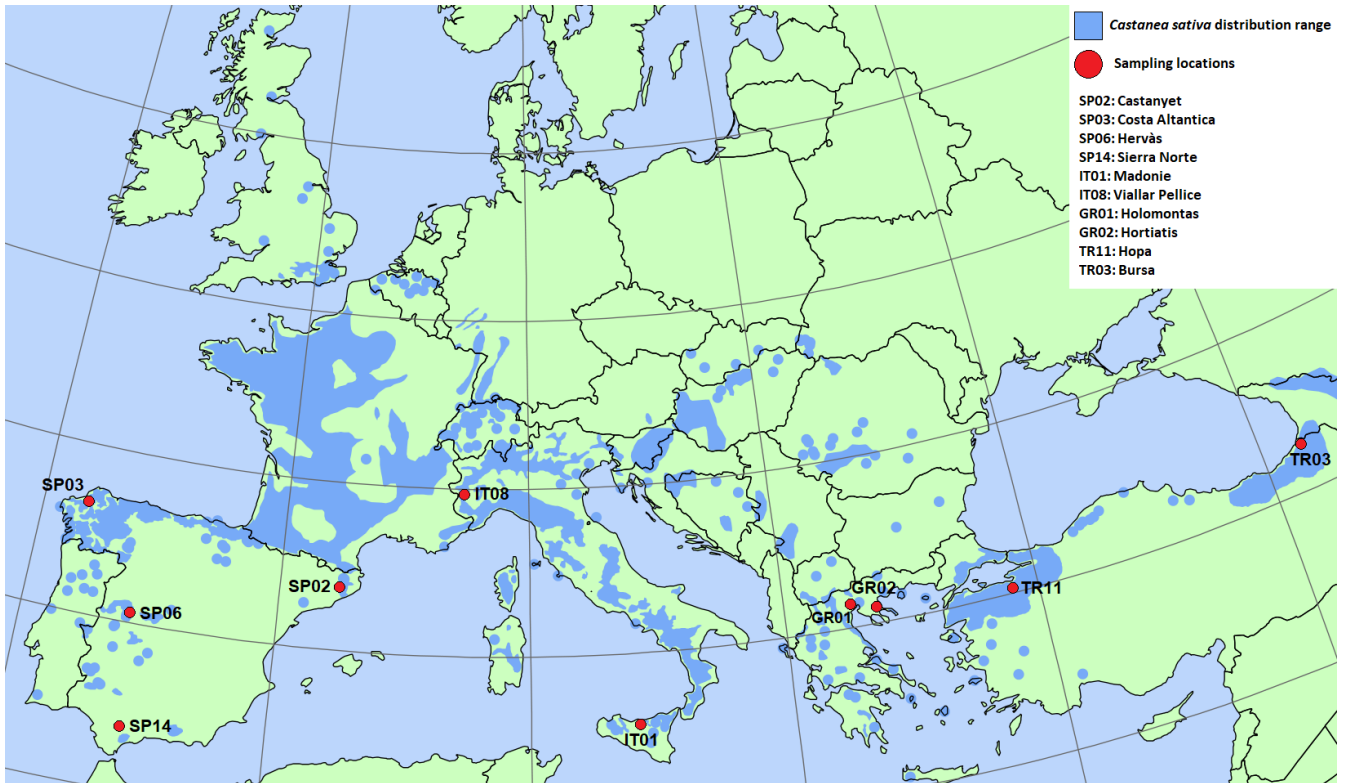 Castanea sativa distribution range
Sampling locations
SP02: Castanyet
SP03: Costa Altantica
SP06: Hervàs
SP14: Sierra Norte
IT01: Madonie
IT08: Viallar Pellice
GR01: Holomontas
GR02: Hortiatis
TR11: Hopa
TR03: Bursa
TR03
SP03
IT08
SP02
GR02
TR11
SP06
GR01
SP14
IT01